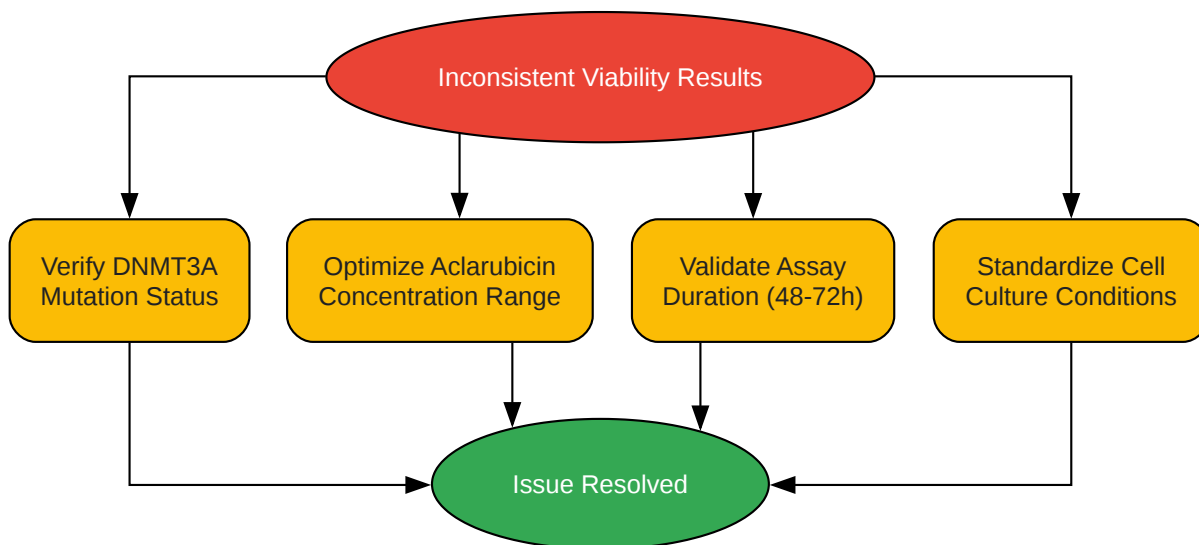 Inconsistent Viability Results
Verify DNMT3A
Mutation Status
Optimize Aclarubicin
Concentration Range
Validate Assay
Duration (48-72h)
Standardize Cell
Culture Conditions
Issue Resolved